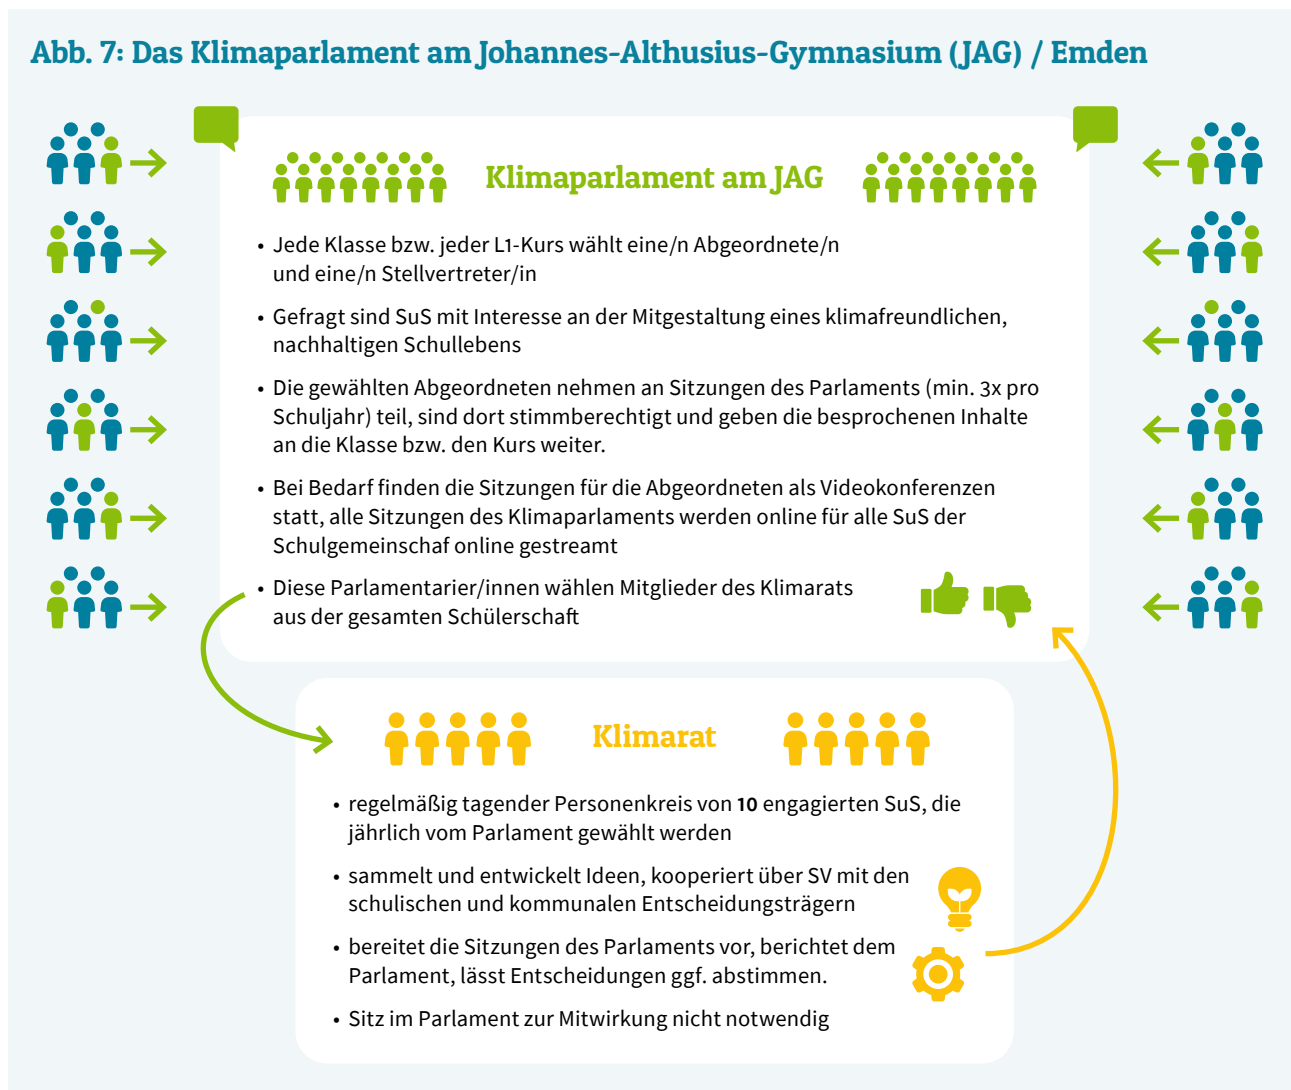 Abb. 7: Das Klimaparlament am Johannes-Althusius-Gymnasium (JAG) / Emden
Klimaparlament am JAG
• Jede Klasse bzw. jeder L1-Kurs wählt eine/n Abgeordnete/n
und eine/n Stellvertreter/in
• Gefragt sind SuS mit Interesse an der Mitgestaltung eines klimafreundlichen,
nachhaltigen Schullebens
• Die gewählten Abgeordneten nehmen an Sitzungen des Parlaments (min. 3x pro
Schuljahr) teil, sind dort stimmberechtigt und geben die besprochenen Inhalte
an die Klasse bzw. den Kurs weiter.
• Bei Bedarf finden die Sitzungen für die Abgeordneten als Videokonferenzen
statt, alle Sitzungen des Klimaparlaments werden online für alle SuS der
Schulgemeinschaf online gestreamt
• Diese Parlamentarier/innen wählen Mitglieder des Klimarats
aus der gesamten Schülerschaft
Klimarat
• regelmäßig tagender Personenkreis von 10 engagierten SuS, die
jährlich vom Parlament gewählt werden
• sammelt und entwickelt Ideen, kooperiert über SV mit den
schulischen und kommunalen Entscheidungsträgern
• bereitet die Sitzungen des Parlaments vor, berichtet dem
Parlament, lässt Entscheidungen ggf. abstimmen.
• Sitz im Parlament zur Mitwirkung nicht notwendig